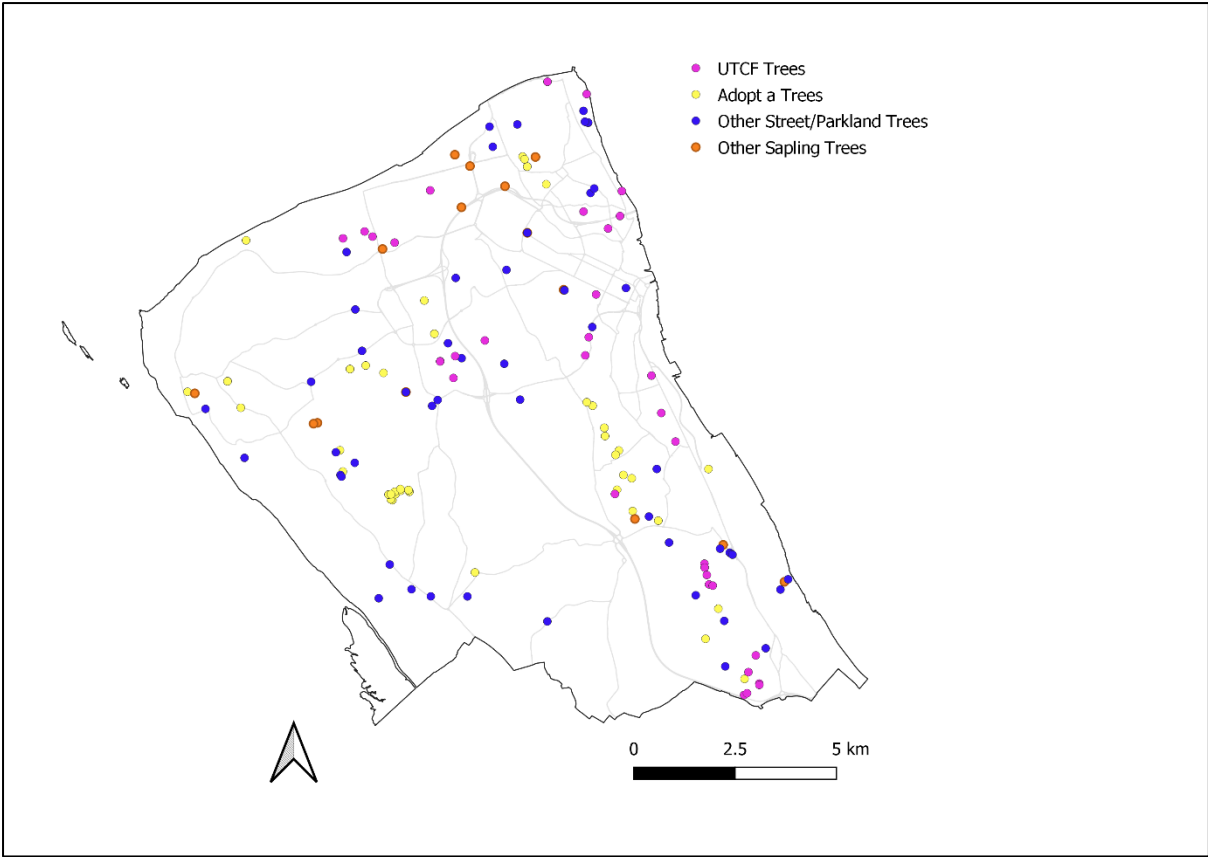 UTCF Trees
Adopt a Trees
Other Street/Parkland Trees
Other Sapling Trees
0 2.5 5 km